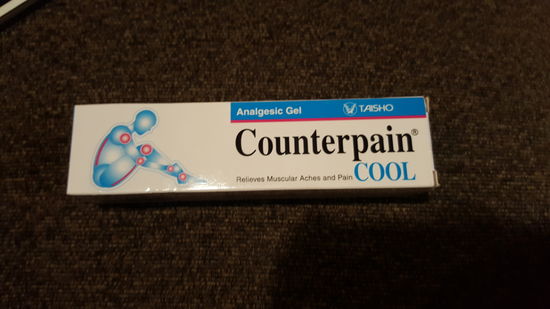 Analgesic Gel
TAISHO
Counterpain®
COOL
Relieves Muscular Aches and Pain